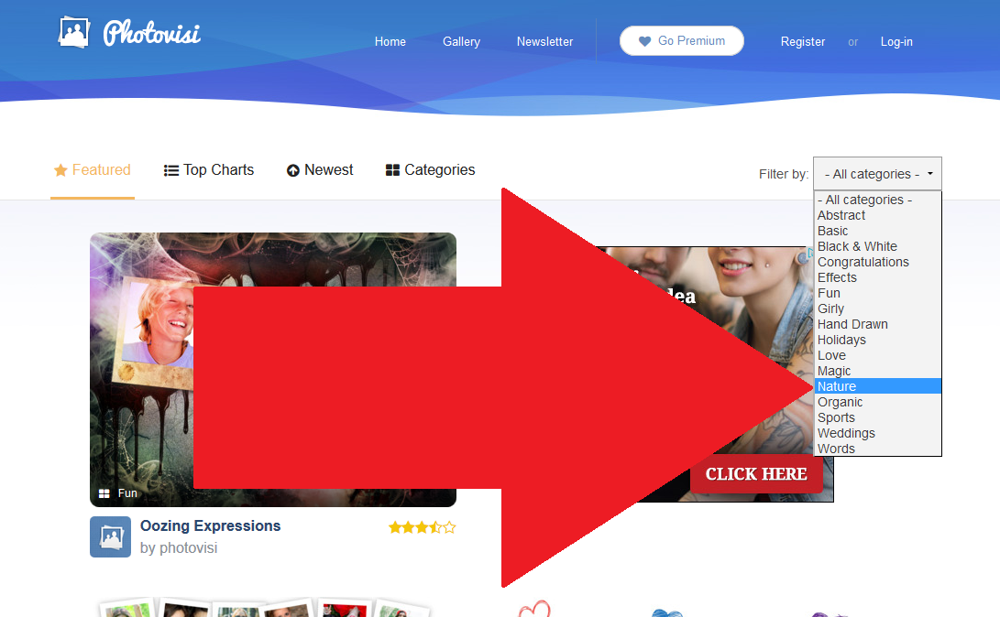 Photovisi
Home Gallery Newsletter Go Premium Register or Log-in
Featured Top Charts Newest Categories
Filter by: - All categories -
- All categories -
Abstract
Basic
Black & White
Congratulations
Effects
Fun
Girly
Hand Drawn
Holidays
Love
Magic
Nature
Organic
Sports
Weddings
Words
CLICK HERE
Fun
Oozing Expressions
by photovisi